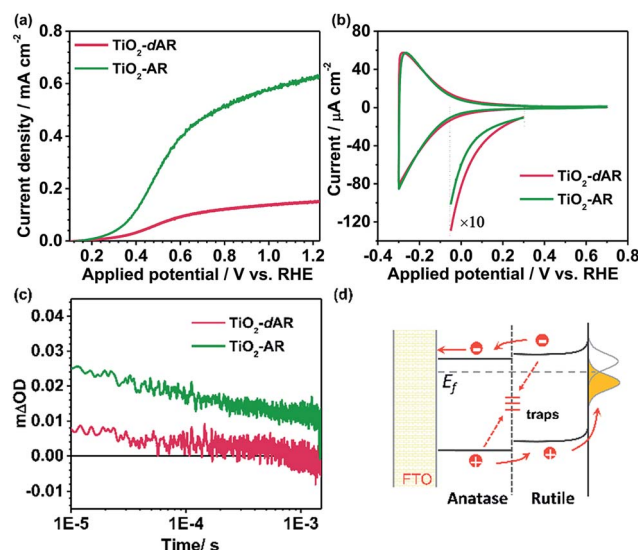 (a)
TiO₂-dAR
TiO₂-AR
Current density / mA cm⁻²
0.6
0.4
0.2
0.0
0.2 0.4 0.6 0.8 1.0 1.2
Applied potential / V vs. RHE
(b)
Current / μA cm⁻²
80
40
0
-40
-80
-120
×10
TiO₂-dAR
TiO₂-AR
-0.4 -0.2 0.0 0.2 0.4 0.6 0.8
Applied potential / V vs. RHE
(c)
TiO₂-dAR
TiO₂-AR
mΔOD
0.04
0.03
0.02
0.01
0.00
-0.01
1E-5 1E-4 1E-3
Time/ s
(d)
E_f
traps
FTO
Anatase Rutile